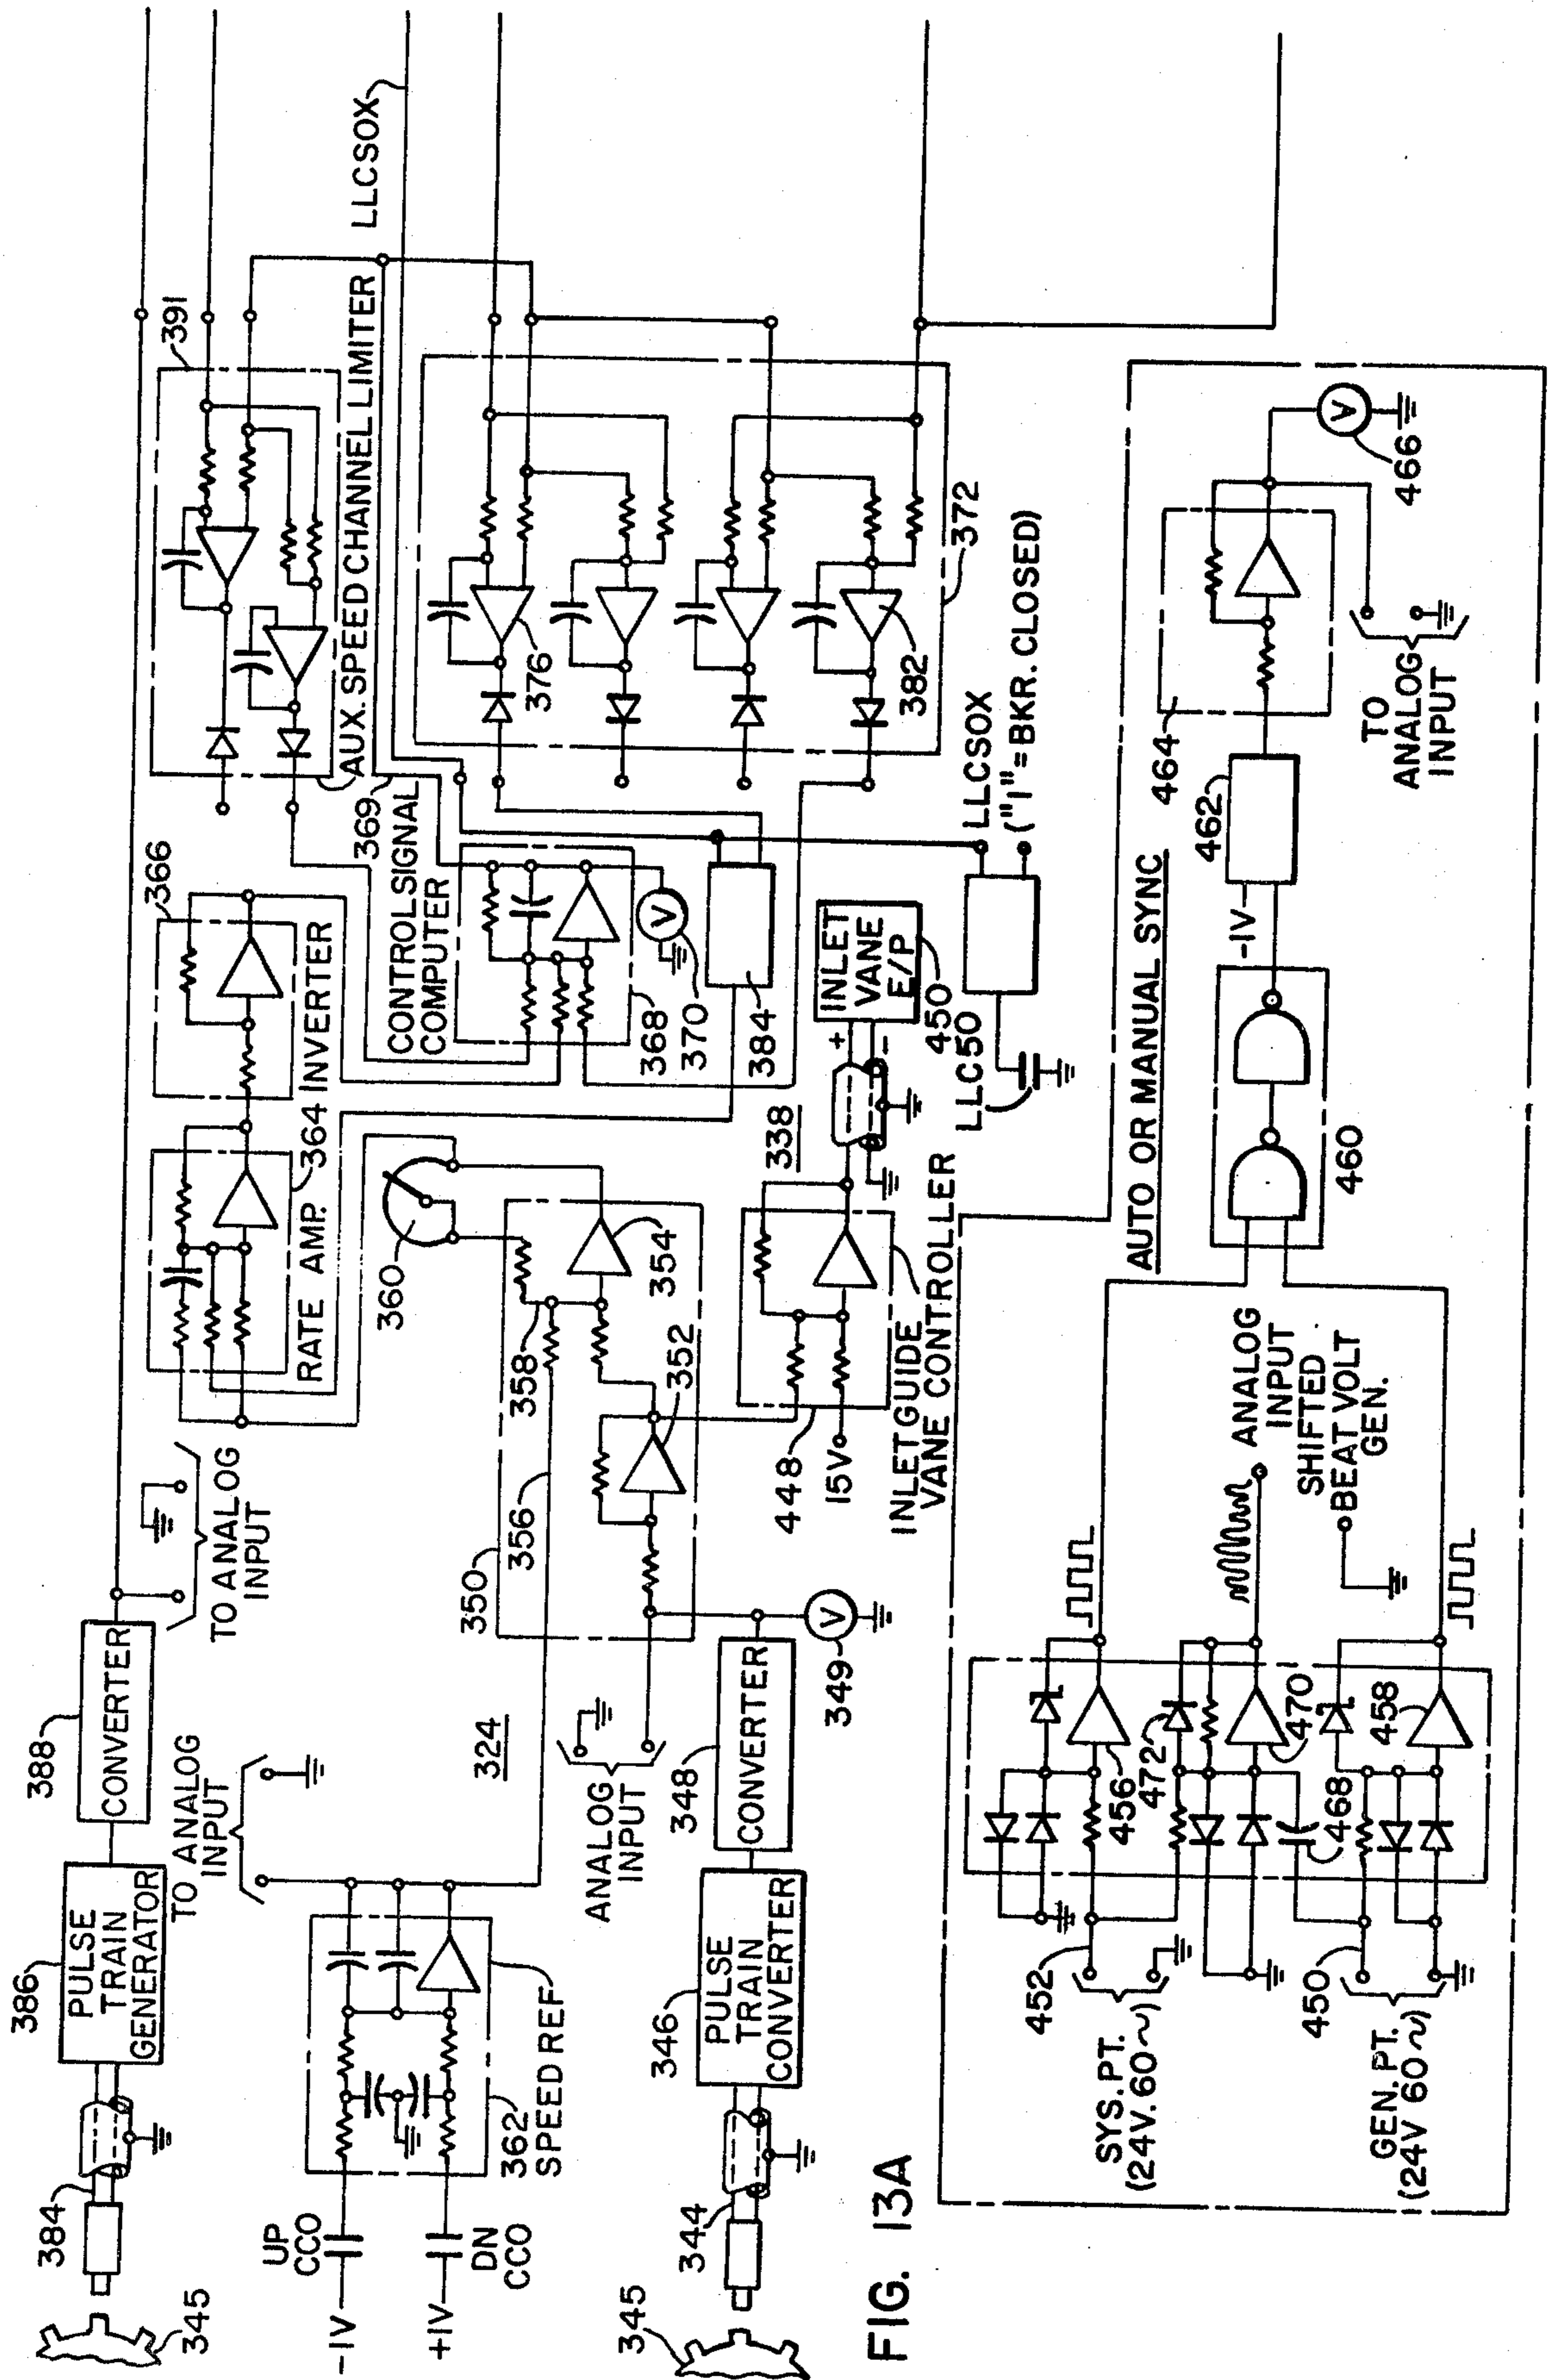 386
PULSE
TRAIN
GENERATOR
384
345
388
CONVERTER
TO ANALOG
INPUT
TO ANALOG
INPUT
UP
CCO
-1V
+1V
DN
CCO
362
SPEED REF
364
RATE AMP.
366
INVERTER
391
AUX. SPEED CHANNEL LIMITER
369
LLCSOX
CONTROL SIGNAL
COMPUTER
368
V
370
384
376
382
372
360
350
356
358
354
352
324
ANALOG
INPUT
345
344
346
PULSE
TRAIN
CONVERTER
348
CONVERTER
V
349
448
15V
INLET GUIDE
VANE CONTROLLER
338
+
-
INLET
VANE
E/P
450
LLC50
LLCSOX
("1"=BKR. CLOSED)
FIG. 13A
AUTO OR MANUAL SYNC
452
SYS. PT.
(24V. 60~)
450
GEN. PT.
(24V 60~)
456
472
470
468
458
ANALOG
INPUT
SHIFTED
BEAT VOLT
GEN.
460
-1V
462
464
V
466
TO
ANALOG
INPUT